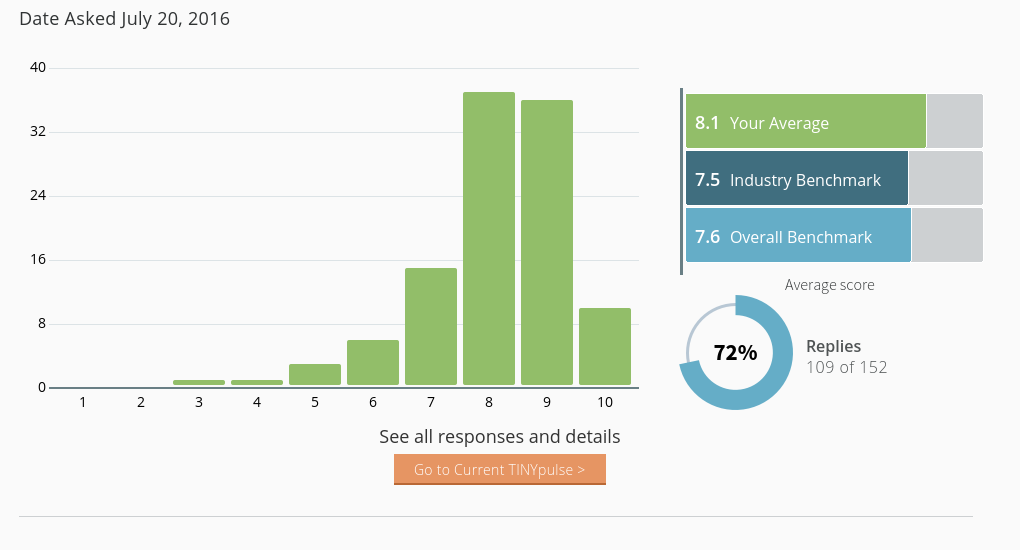 Date Asked July 20, 2016
40
32
24
16
8
0
1 2 3 4 5 6 7 8 9 10
8.1 Your Average
7.5 Industry Benchmark
7.6 Overall Benchmark
Average score
72%
Replies
109 of 152
See all responses and details
Go to Current TINYpulse >